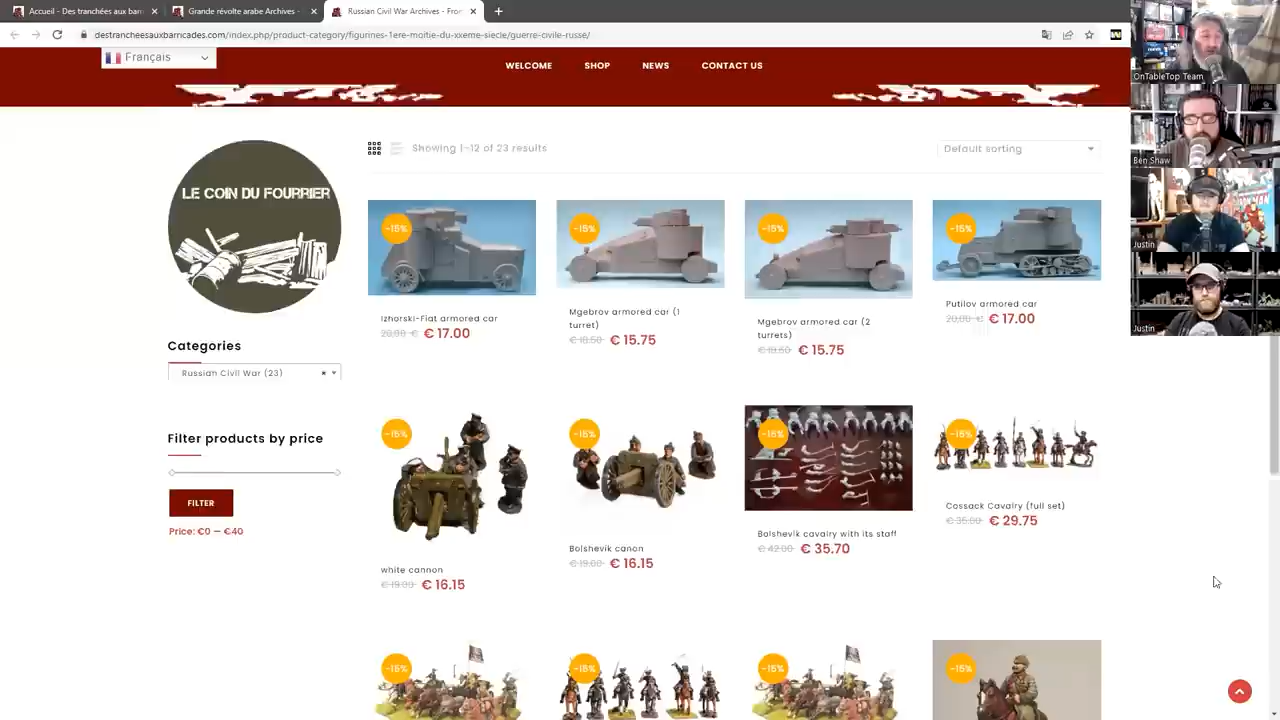 Accueil - Des tranchées aux bar
Grande révolte arabe Archives -
Russian Civil War Archives - Fro
destrancheesauxbarricades.com/index.php/product-category/figurines-1ere-moitie-du-xxeme-siecle/guerre-civile-russe/
Français
WELCOME
SHOP
NEWS
CONTACT US
OnTableTop Team
Ben Shaw
Justin
Justin
LE COIN DU FOURRIER
Showing 1–12 of 23 results
Default sorting
-15%
-15%
-15%
-15%
Izhorski-Fiat armored car
20,00 € € 17.00
Mgebrov armored car (1
turret)
€ 18.50 € 15.75
Mgebrov armored car (2
turrets)
€ 18.50 € 15.75
Putilov armored car
20,00 € € 17.00
Categories
Russian Civil War (23)
Filter products by price
FILTER
Price: €0 — €40
-15%
-15%
-15%
-15%
white cannon
€ 19.00 € 16.15
Bolshevik canon
€ 19.00 € 16.15
Bolshevik cavalry with its staff
€ 42.00 € 35.70
Cossack Cavalry (full set)
€ 35.00 € 29.75
-15%
-15%
-15%
-15%